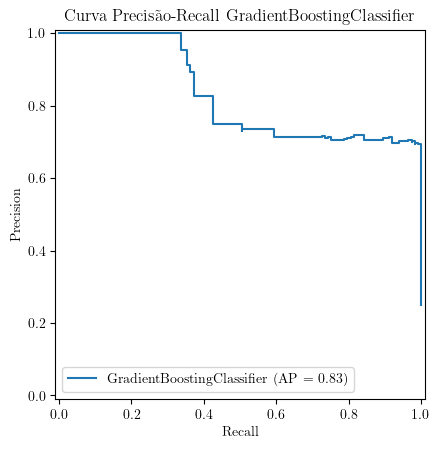 Curva Precisão-Recall GradientBoostingClassifier
1.0
0.8
0.6
0.4
0.2
0.0
Precision
GradientBoostingClassifier (AP = 0.83)
0.0 0.2 0.4 0.6 0.8 1.0
Recall